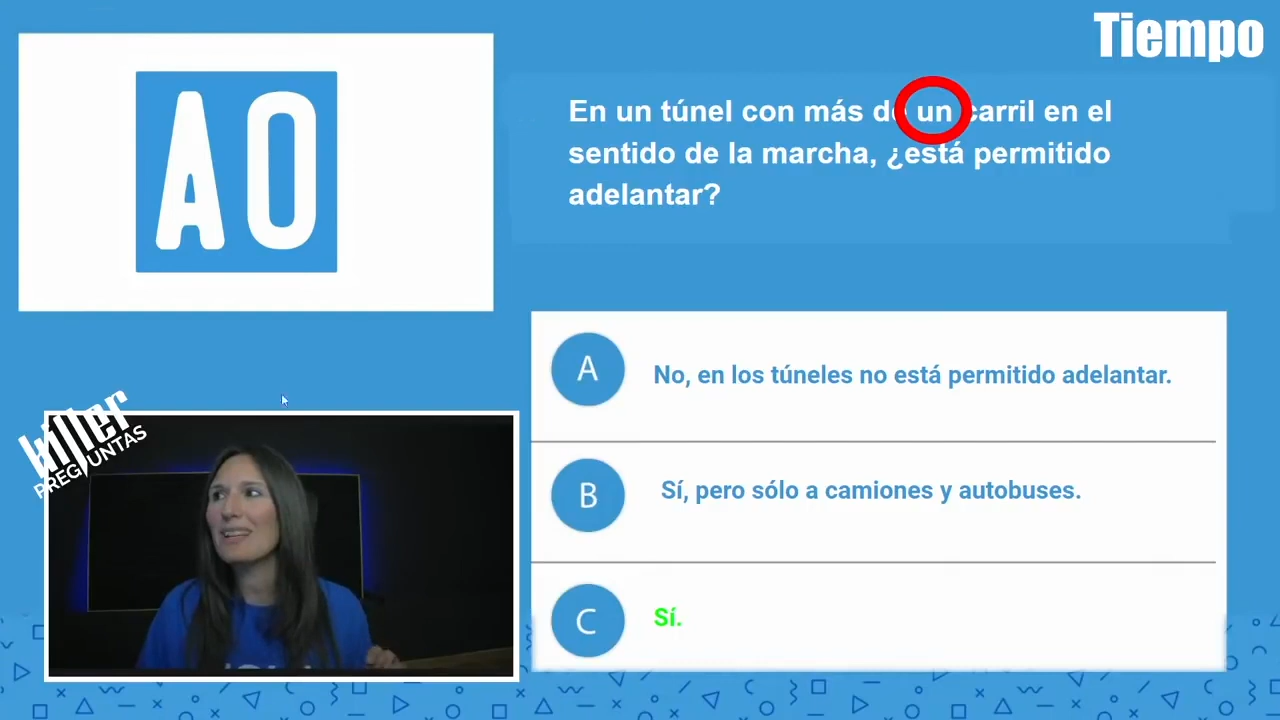 Tiempo
AO
En un túnel con más de un carril en el
sentido de la marcha, ¿está permitido
adelantar?
A
No, en los túneles no está permitido adelantar.
B
Sí, pero sólo a camiones y autobuses.
C
Sí.
killer
PREGUNTAS